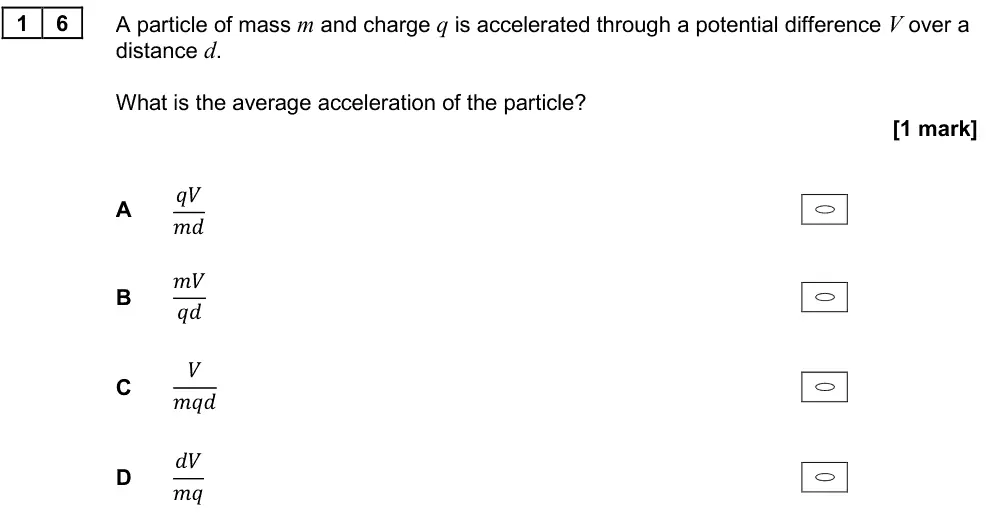 1 6 A particle of mass m and charge q is accelerated through a potential difference V over a
distance d.
What is the average acceleration of the particle?
[1 mark]
A qV/md
B mV/qd
C V/mqd
D dV/mq